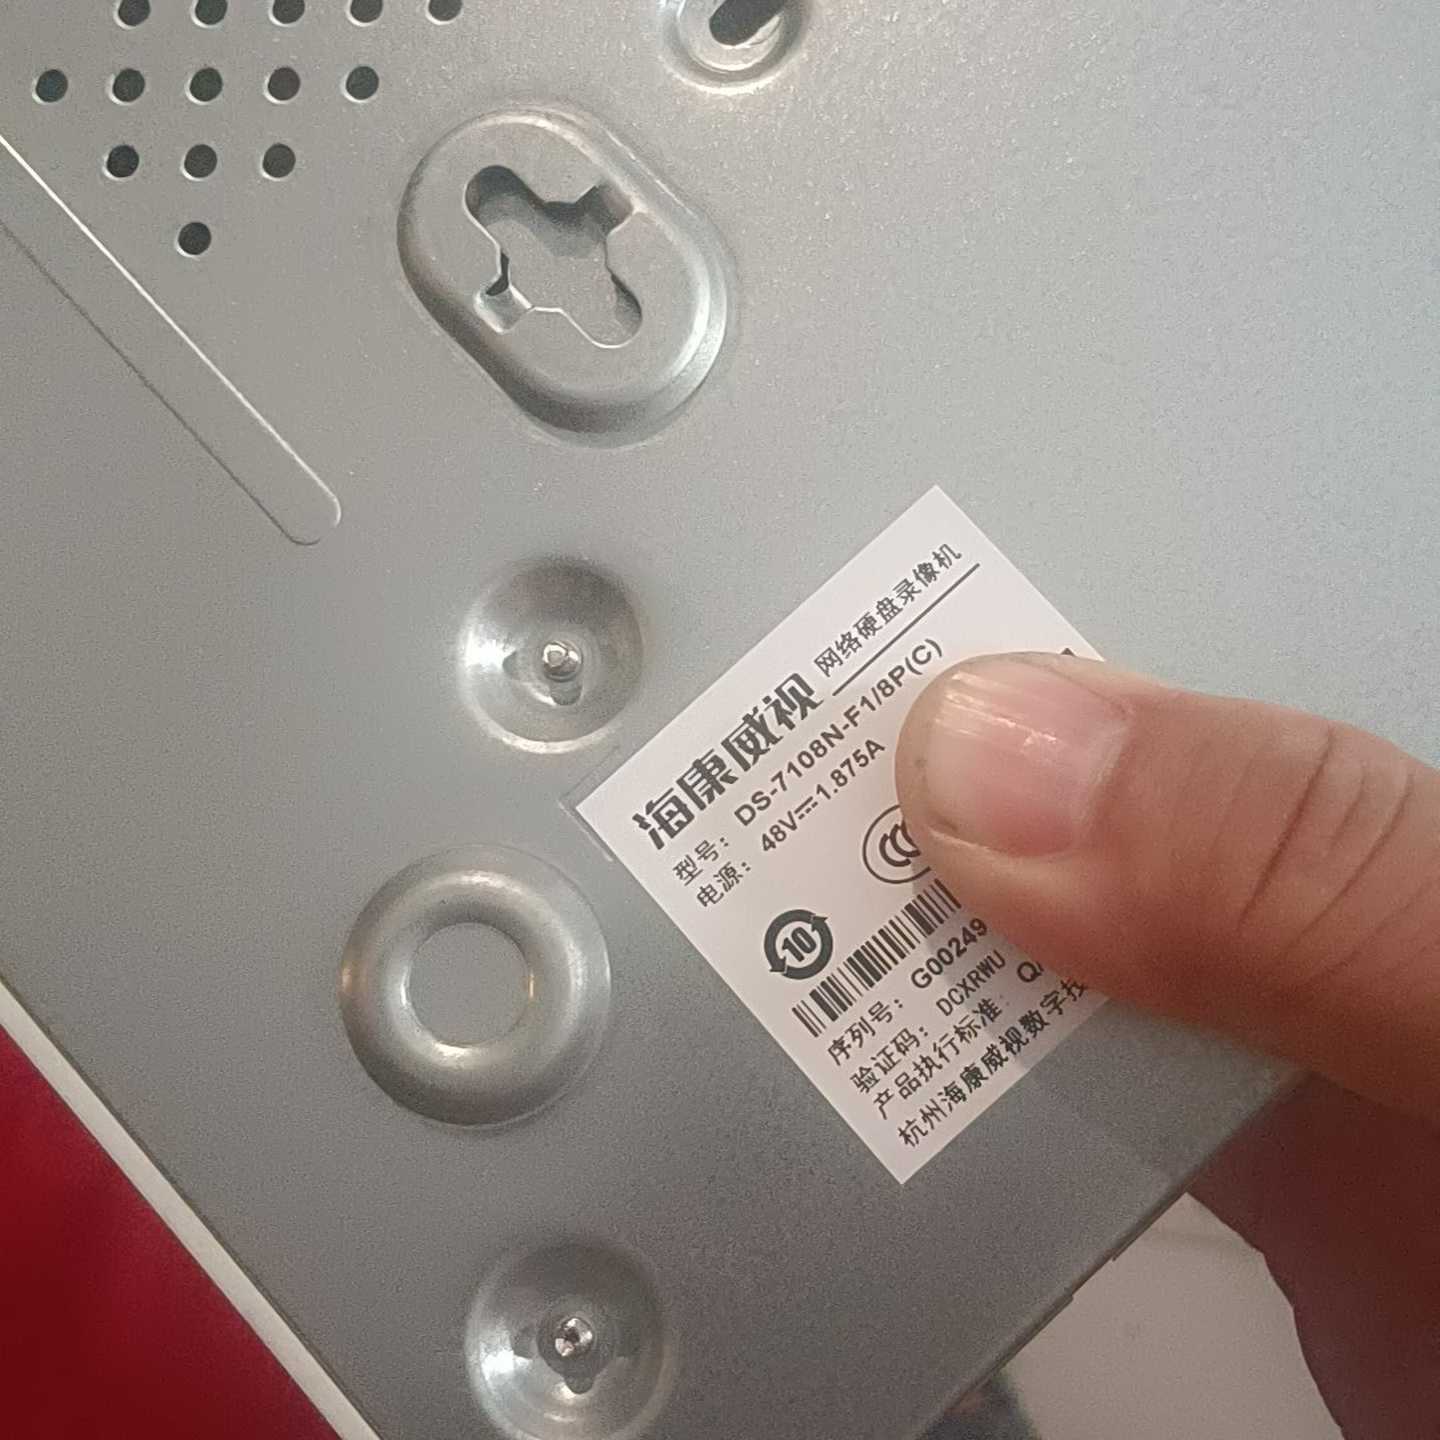 海康威视 网络硬盘录像机
型号: DS-7108N-F1/8P(C)
电源: 48V⎓1.875A
10
序列号: G00249
验证码: DCXRWU
产品执行标准:
杭州海康威视数字技